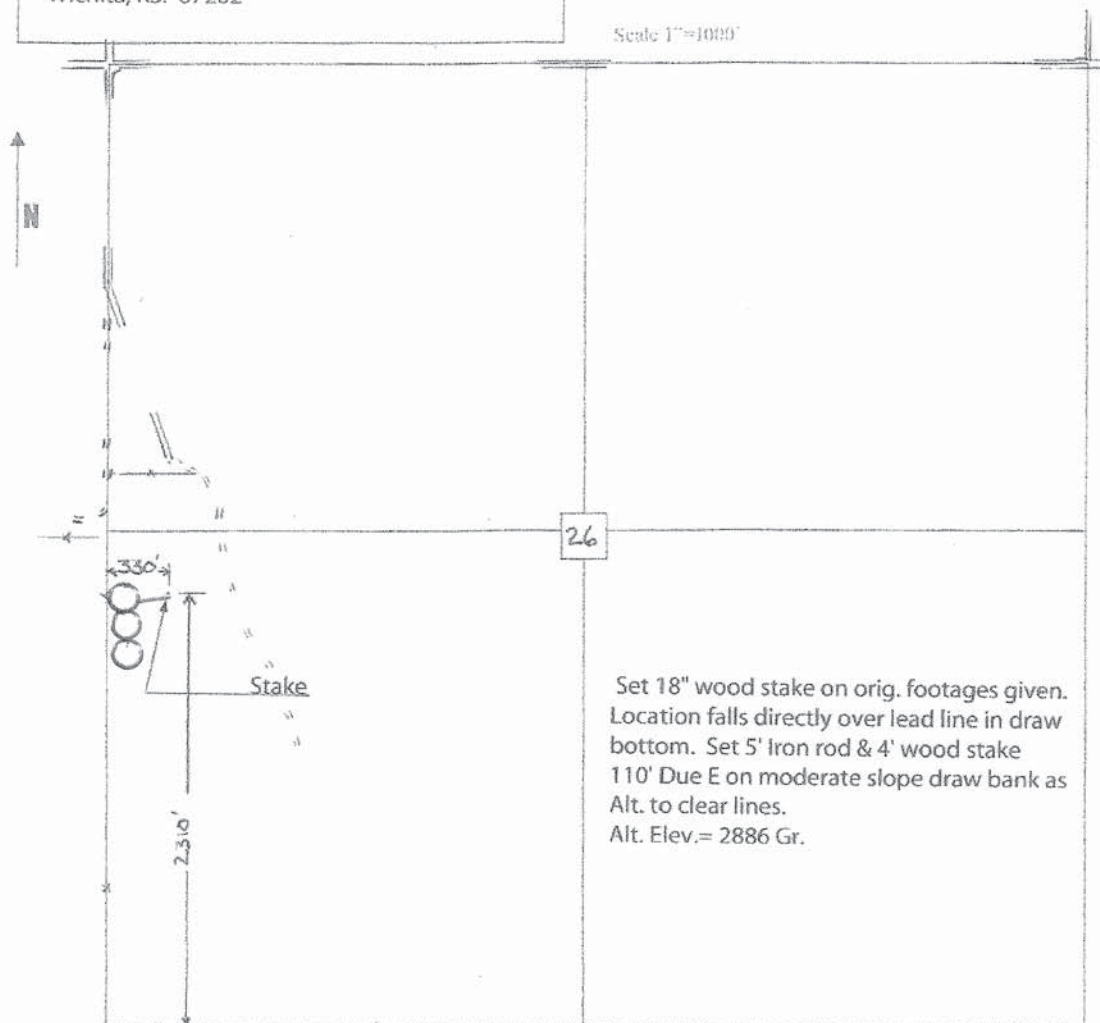 Wichita, KS. 67202
Scale 1"=1000'
N
26
330'
Stake
2310'
Set 18" wood stake on orig. footages given.
Location falls directly over lead line in draw
bottom. Set 5' Iron rod & 4' wood stake
110' Due E on moderate slope draw bank as
Alt. to clear lines.
Alt. Elev.= 2886 Gr.